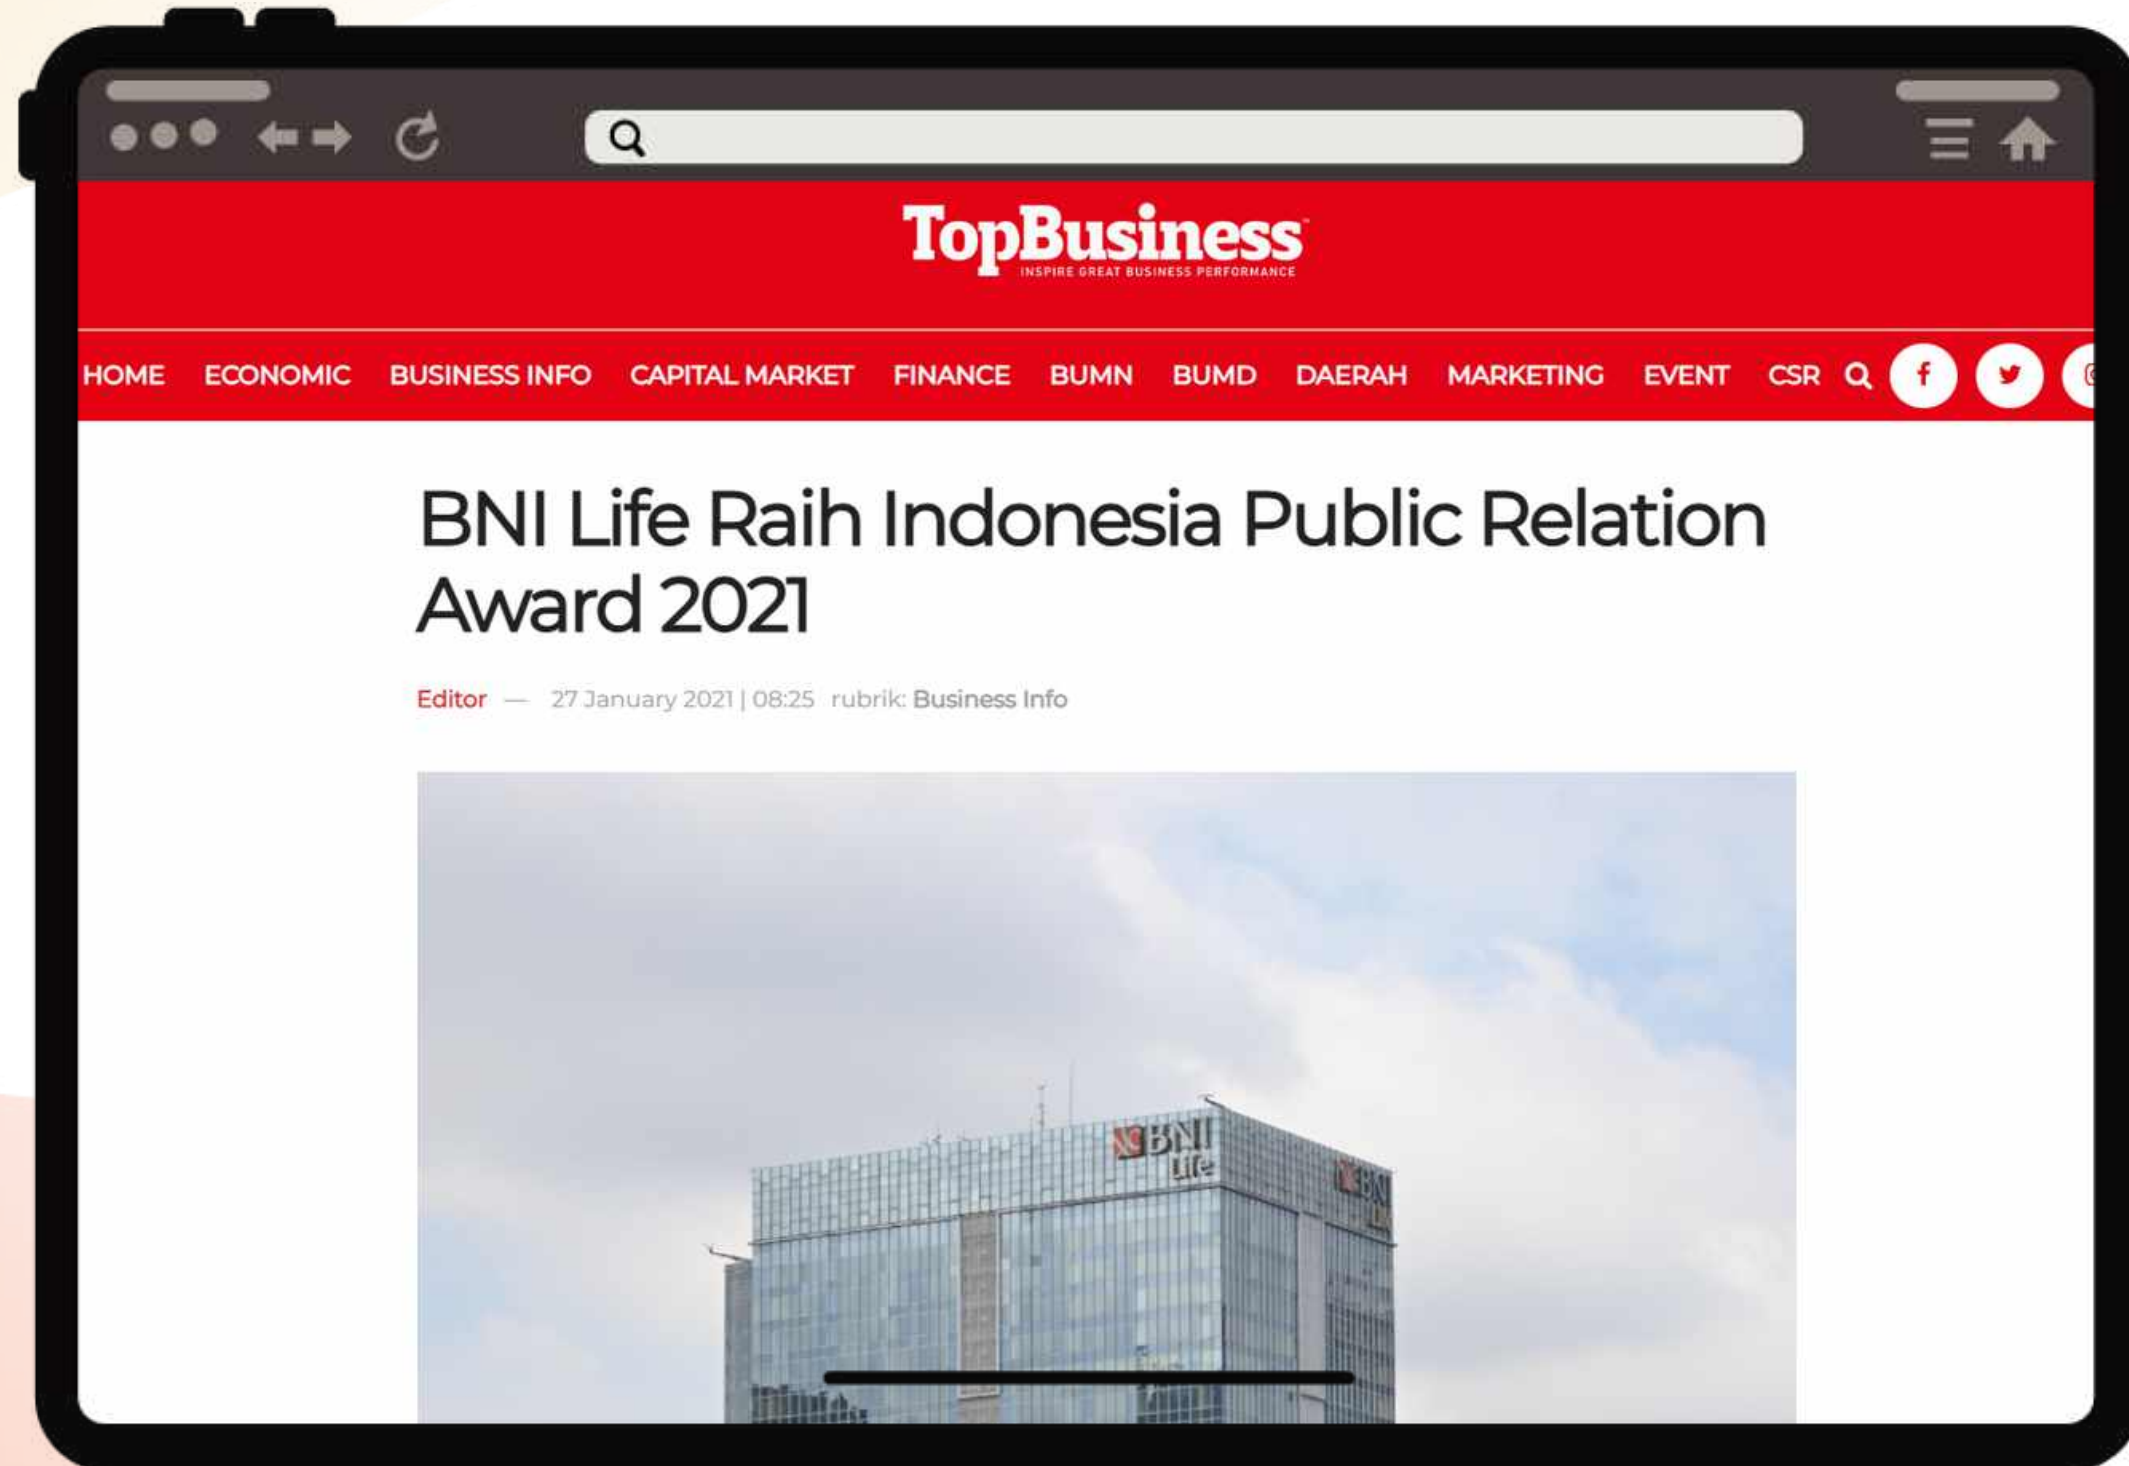 TopBusiness
INSPIRE GREAT BUSINESS PERFORMANCE
HOME ECONOMIC BUSINESS INFO CAPITAL MARKET FINANCE BUMN BUMD DAERAH MARKETING EVENT CSR
BNI Life Raih Indonesia Public Relation
Award 2021
Editor — 27 January 2021 | 08:25 rubrik: Business Info
BNI
Life
BNI